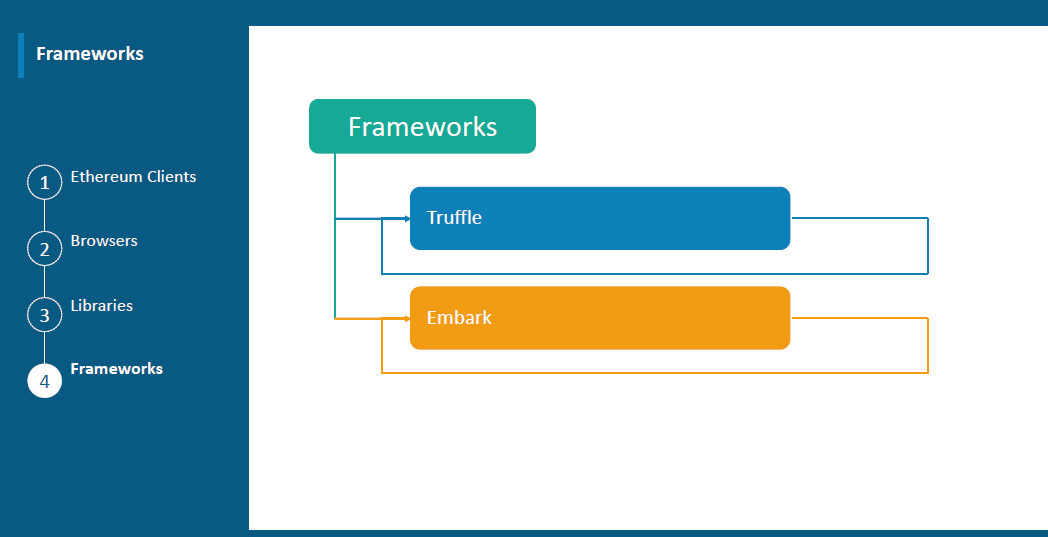 Frameworks
1 Ethereum Clients
2 Browsers
3 Libraries
4 Frameworks
Frameworks
Truffle
Embark